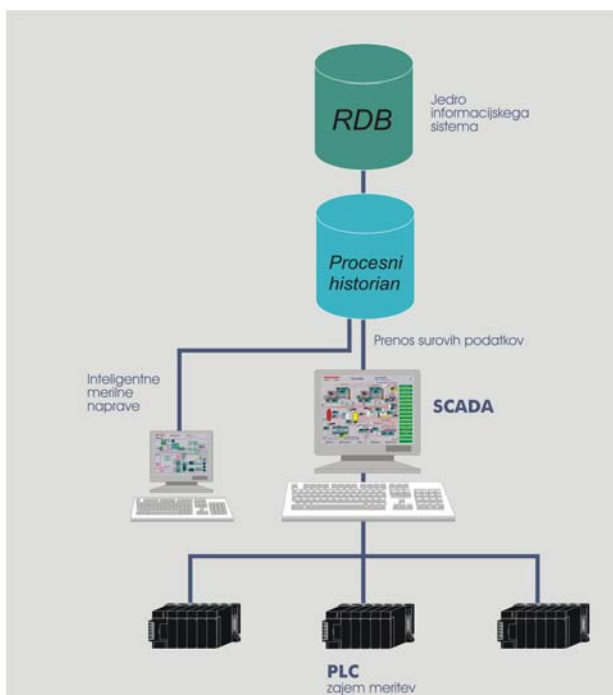 RDB
Jedro
informacijskega
sistema
Procesni
historian
Prenos surovih podatkov
Inteligentne
merilne
naprave
SCADA
PLC
zajem meritev